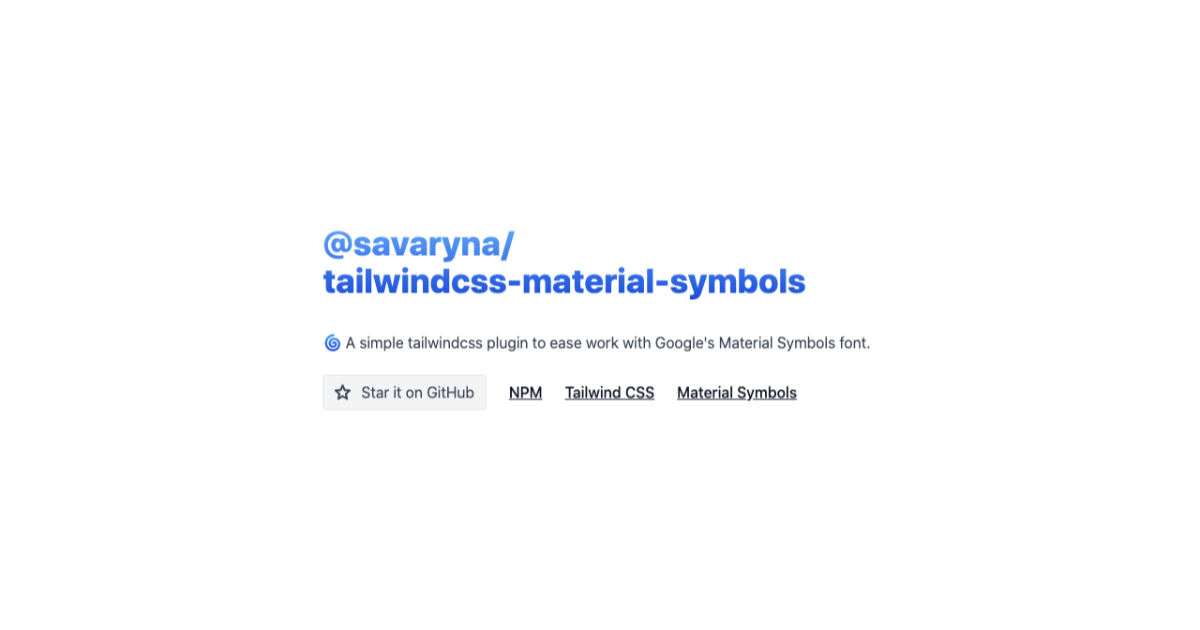 @savaryna/
tailwindcss-material-symbols
🌀 A simple tailwindcss plugin to ease work with Google's Material Symbols font.
Star it on GitHub NPM Tailwind CSS Material Symbols